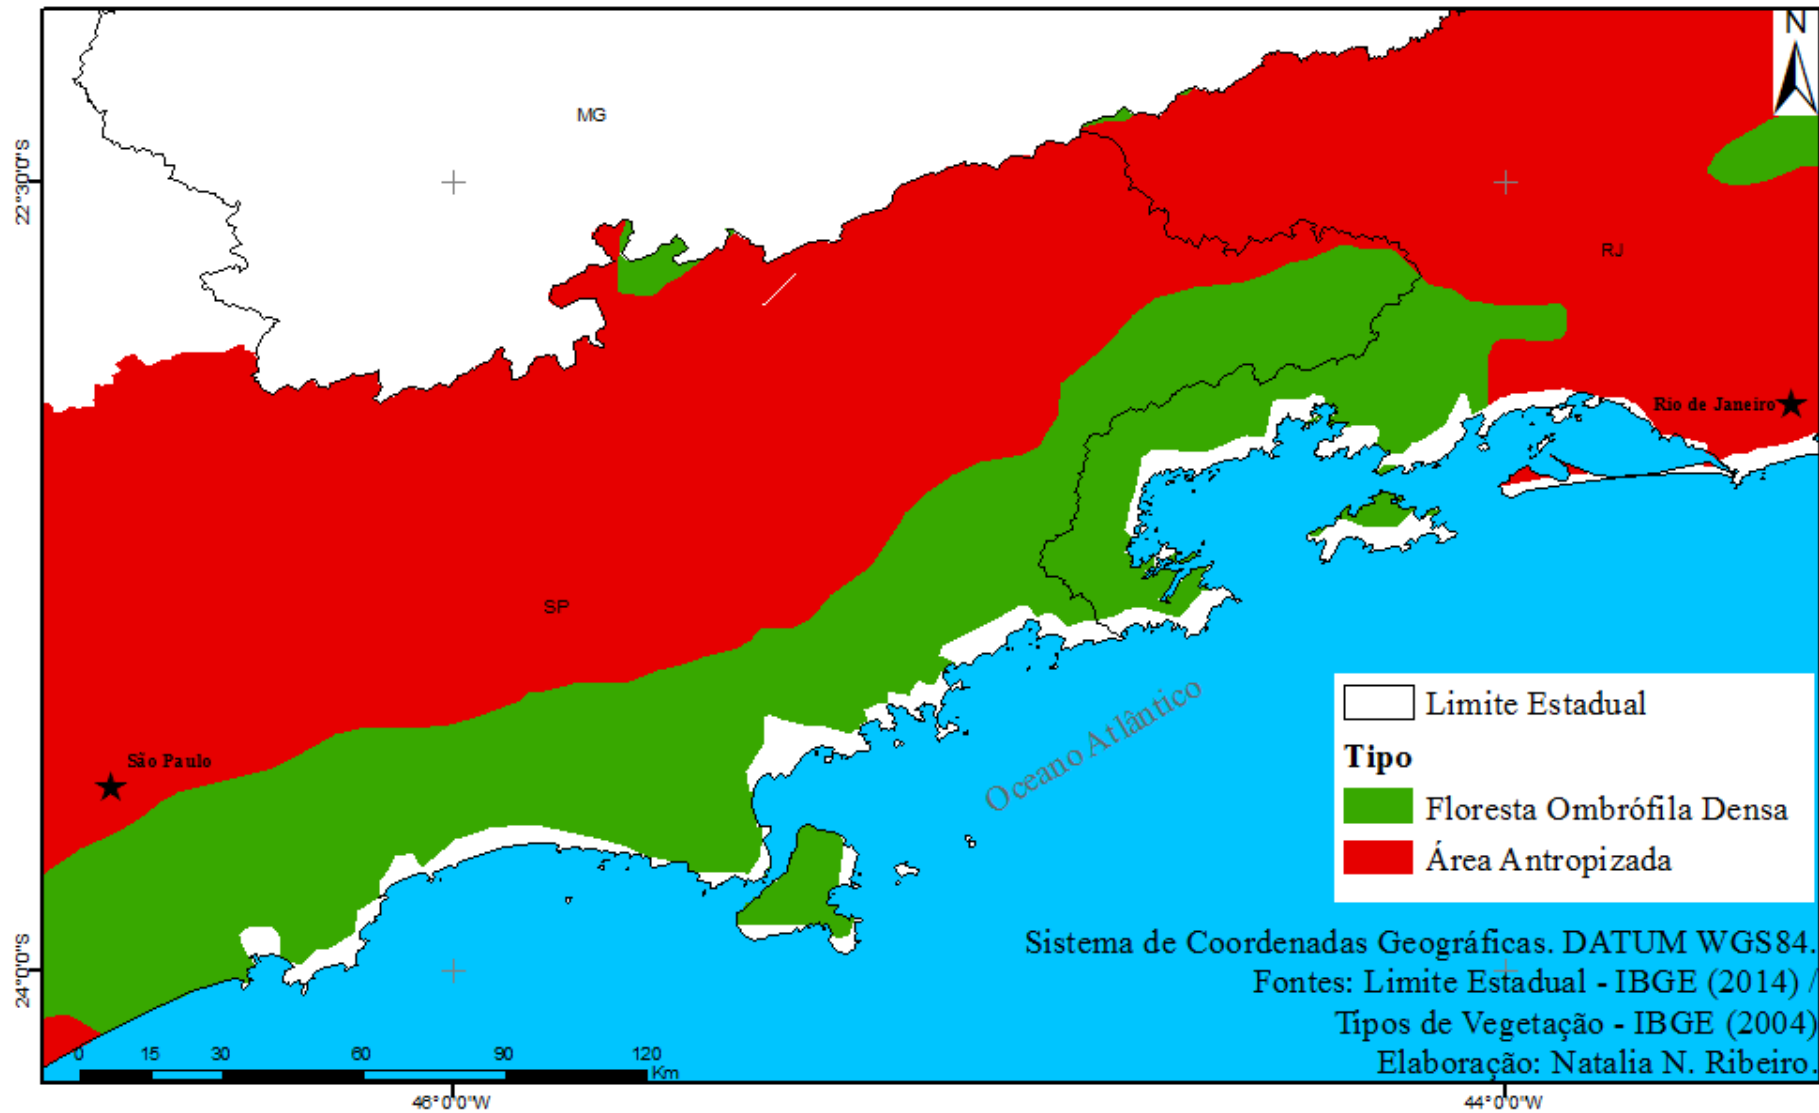 N
MG
22°30'0"S
RJ
Rio de Janeiro
SP
São Paulo
Oceano Atlântico
Limite Estadual
Tipo
Floresta Ombrófila Densa
Área Antropizada
24°0'0"S
Sistema de Coordenadas Geográficas. DATUM WGS84.
Fontes: Limite Estadual - IBGE (2014) /
Tipos de Vegetação - IBGE (2004)
Elaboração: Natalia N. Ribeiro.
0 15 30 60 90 120
Km
46°0'0"W 44°0'0"W